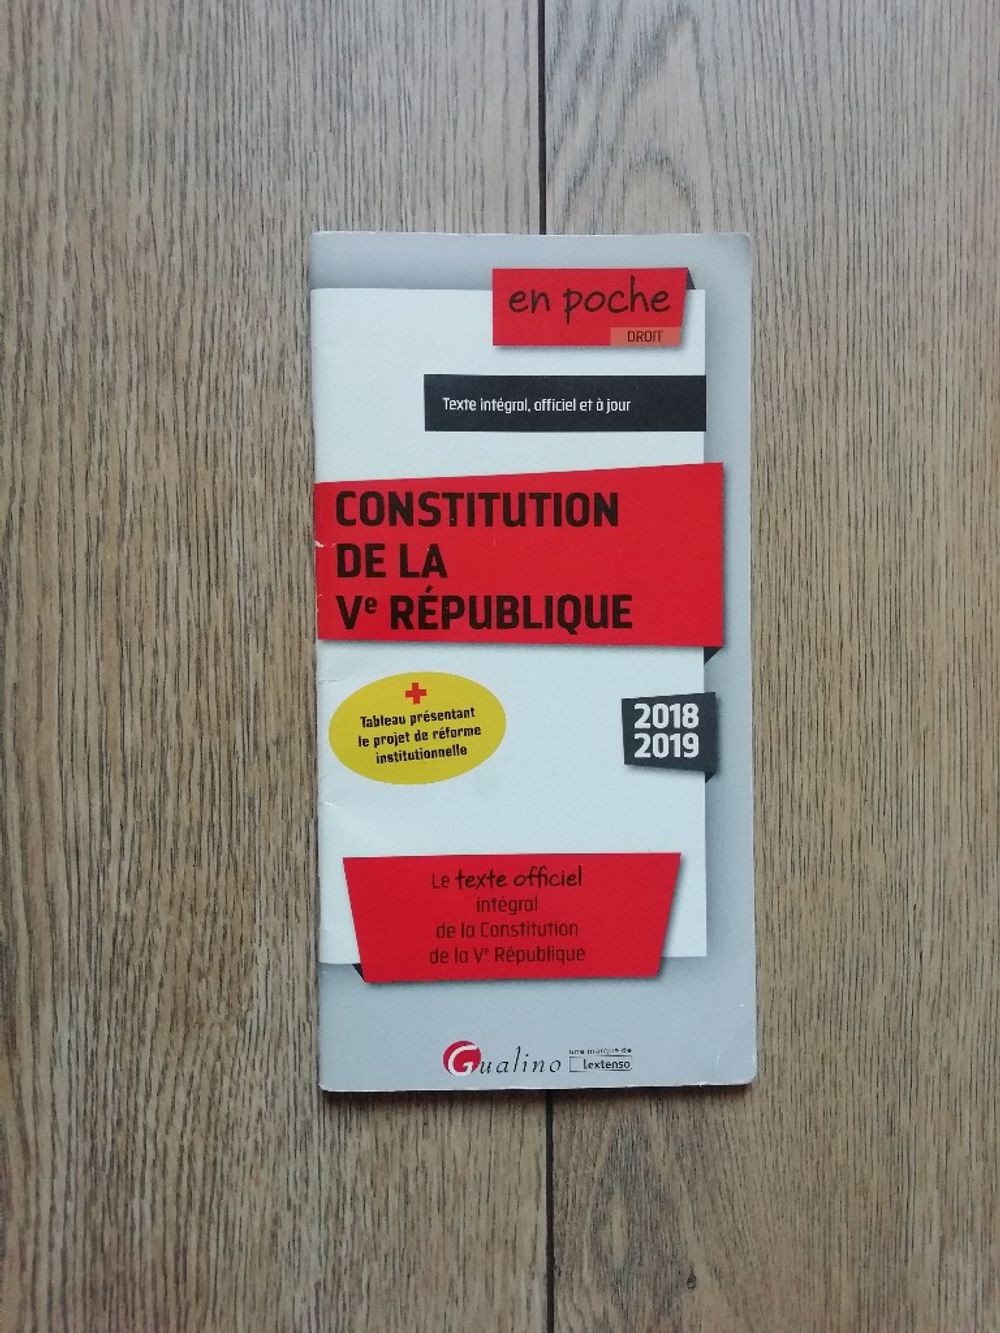 en poche
DROIT
Texte intégral, officiel et à jour
CONSTITUTION
DE LA
Ve RÉPUBLIQUE
+
Tableau présentant
le projet de réforme
institutionnelle
2018
2019
Le texte officiel
intégral
de la Constitution
de la Ve République
Gualino
une marque de
Lextenso